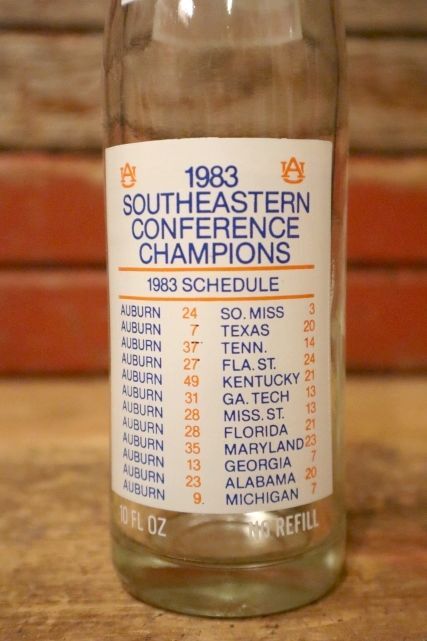 AU AU
1983
SOUTHEASTERN
CONFERENCE
CHAMPIONS
1983 SCHEDULE
AUBURN 24 SO. MISS 3
AUBURN 7 TEXAS 20
AUBURN 37 TENN. 14
AUBURN 27 FLA. ST. 24
AUBURN 49 KENTUCKY 21
AUBURN 31 GA. TECH 13
AUBURN 28 MISS. ST. 13
AUBURN 28 FLORIDA 21
AUBURN 35 MARYLAND 23
AUBURN 13 GEORGIA 7
AUBURN 23 ALABAMA 20
AUBURN 9 MICHIGAN 7
10 FL OZ NO REFILL